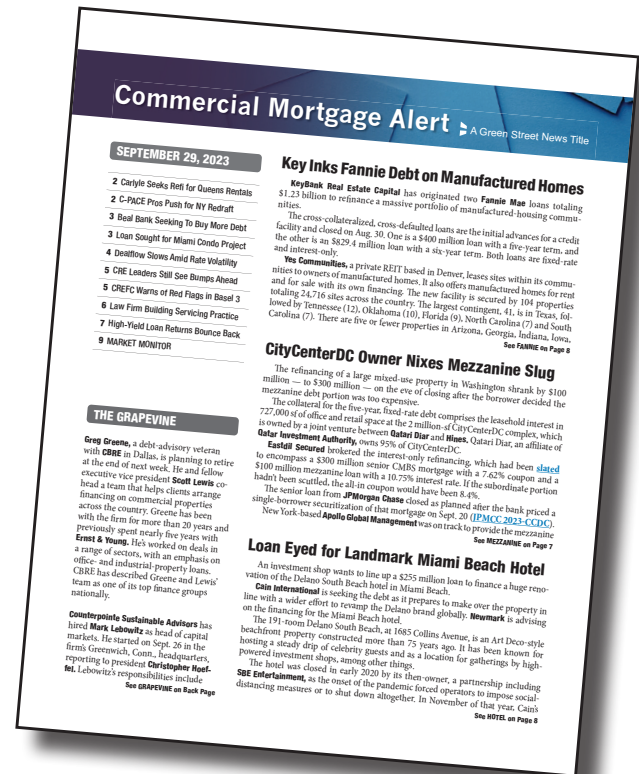 Commercial Mortgage Alert
A Green Street News Title
SEPTEMBER 29, 2023
2 Carlyle Seeks Refi for Queens Rentals
2 C-PACE Pros Push for NY Redraft
3 Beal Bank Seeking To Buy More Debt
3 Loan Sought for Miami Condo Project
4 Dealflow Slows Amid Rate Volatility
5 CRE Leaders Still See Bumps Ahead
5 CREFC Warns of Red Flags in Basel 3
6 Law Firm Building Servicing Practice
7 High-Yield Loan Returns Bounce Back
9 MARKET MONITOR
THE GRAPEVINE
Greg Greene, a debt-advisory veteran
with CBRE in Dallas, is planning to retire
at the end of next week. He and fellow
executive vice president Scott Lewis co-
head a team that helps clients arrange
financing on commercial properties
across the country. Greene has been
with the firm for more than 20 years and
previously spent nearly five years with
Ernst & Young. He's worked on deals in
a range of sectors, with an emphasis on
office- and industrial-property loans.
CBRE has described Greene and Lewis'
team as one of its top finance groups
nationally.
Counterpointe Sustainable Advisors has
hired Mark Lebowitz as head of capital
markets. He started on Sept. 26 in the
firm's Greenwich, Conn., headquarters,
reporting to president Christopher Hoef-
fel. Lebowitz's responsibilities include
See GRAPEVINE on Back Page
Key Inks Fannie Debt on Manufactured Homes
KeyBank Real Estate Capital has originated two Fannie Mae loans totaling
$1.23 billion to refinance a massive portfolio of manufactured-housing commu-
nities.
The cross-collateralized, cross-defaulted loans are the initial advances for a credit
facility and closed on Aug. 30. One is a $400 million loan with a five-year term, and
the other is an $829.4 million loan with a six-year term. Both loans are fixed-rate
and interest-only.
Yes Communities, a private REIT based in Denver, leases sites within its commu-
nities to owners of manufactured homes. It also offers manufactured homes for rent
and for sale with its own financing. The new facility is secured by 104 properties
totaling 24,716 sites across the country. The largest contingent, 41, is in Texas, fol-
lowed by Tennessee (12), Oklahoma (10), Florida (9), North Carolina (7) and South
Carolina (7). There are five or fewer properties in Arizona, Georgia, Indiana, Iowa,
See FANNIE on Page 8
CityCenterDC Owner Nixes Mezzanine Slug
The refinancing of a large mixed-use property in Washington shrank by $100
million — to $300 million — on the eve of closing after the borrower decided the
mezzanine debt portion was too expensive.
The collateral for the five-year, fixed-rate debt comprises the leasehold interest in
727,000 sf of office and retail space at the 2 million-sf CityCenterDC complex, which
is owned by a joint venture between Qatari Diar and Hines. Qatari Diar, an affiliate of
Qatar Investment Authority, owns 95% of CityCenterDC.
Eastdil Secured brokered the interest-only refinancing, which had been slated
to encompass a $300 million senior CMBS mortgage with a 7.62% coupon and a
$100 million mezzanine loan with a 10.75% interest rate. If the subordinate portion
hadn't been scuttled, the all-in coupon would have been 8.4%.
The senior loan from JPMorgan Chase closed as planned after the bank priced a
single-borrower securitization of that mortgage on Sept. 20 (JPMCC 2023-CCDC).
New York-based Apollo Global Management was on track to provide the mezzanine
See MEZZANINE on Page 7
Loan Eyed for Landmark Miami Beach Hotel
An investment shop wants to line up a $255 million loan to finance a huge reno-
vation of the Delano South Beach hotel in Miami Beach.
Cain International is seeking the debt as it prepares to make over the property in
line with a wider effort to revamp the Delano brand globally. Newmark is advising
on the financing for the Miami Beach hotel.
The 191-room Delano South Beach, at 1685 Collins Avenue, is an Art Deco-style
beachfront property constructed more than 75 years ago. It has been known for
hosting a steady drip of celebrity guests and as a location for gatherings by high-
powered investment shops, among other things.
The hotel was closed in early 2020 by its then-owner, a partnership including
SBE Entertainment, as the onset of the pandemic forced operators to impose social-
distancing measures or to shut down altogether. In November of that year, Cain's
See HOTEL on Page 8